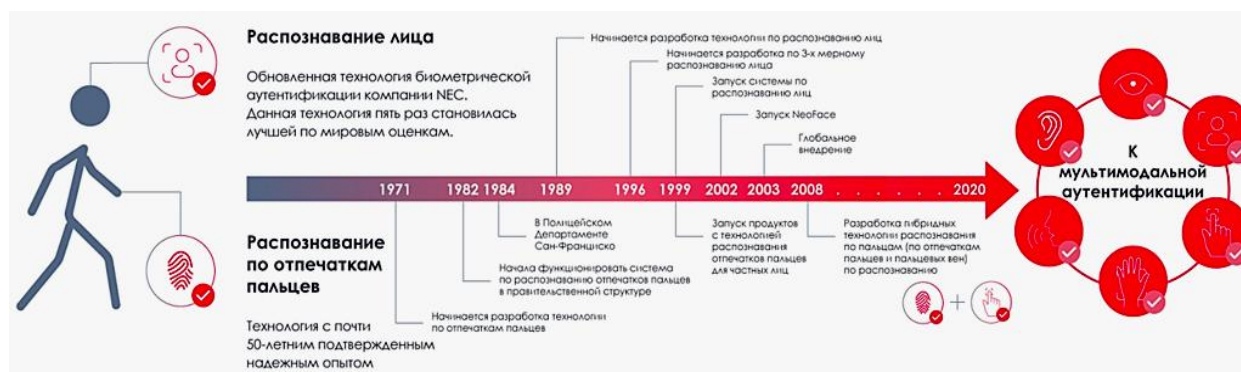 Распознавание лица
Обновленная технология биометрической
аутентификации компании NEC.
Данная технология пять раз становилась
лучшей по мировым оценкам.
Начинается разработка технологии по распознаванию лиц
Начинается разработка по 3-х мерному
распознаванию лица
Запуск системы по
распознаванию лиц
Запуск NeoFace
Глобальное
внедрение
1971 1982 1984 1989 1996 1999 2002 2003 2008 . . . . . . . 2020
В Полицейском
Департаменте
Сан-Франциско
Начала функционировать система
по распознаванию отпечатков пальцев
в правительственной структуре
Начинается разработка технологии
по отпечаткам пальцев
Запуск продуктов
с технологией
распознавания
отпечатков пальцев
для частных лиц
Разработка гибридных
технологии распознавания
по пальцам (по отпечаткам
пальцев и пальцевых вен)
по распознаванию
+
Распознавание
по отпечаткам
пальцев
Технология с почти
50-летним подтвержденным
надежным опытом
К
мультимодальной
аутентификации